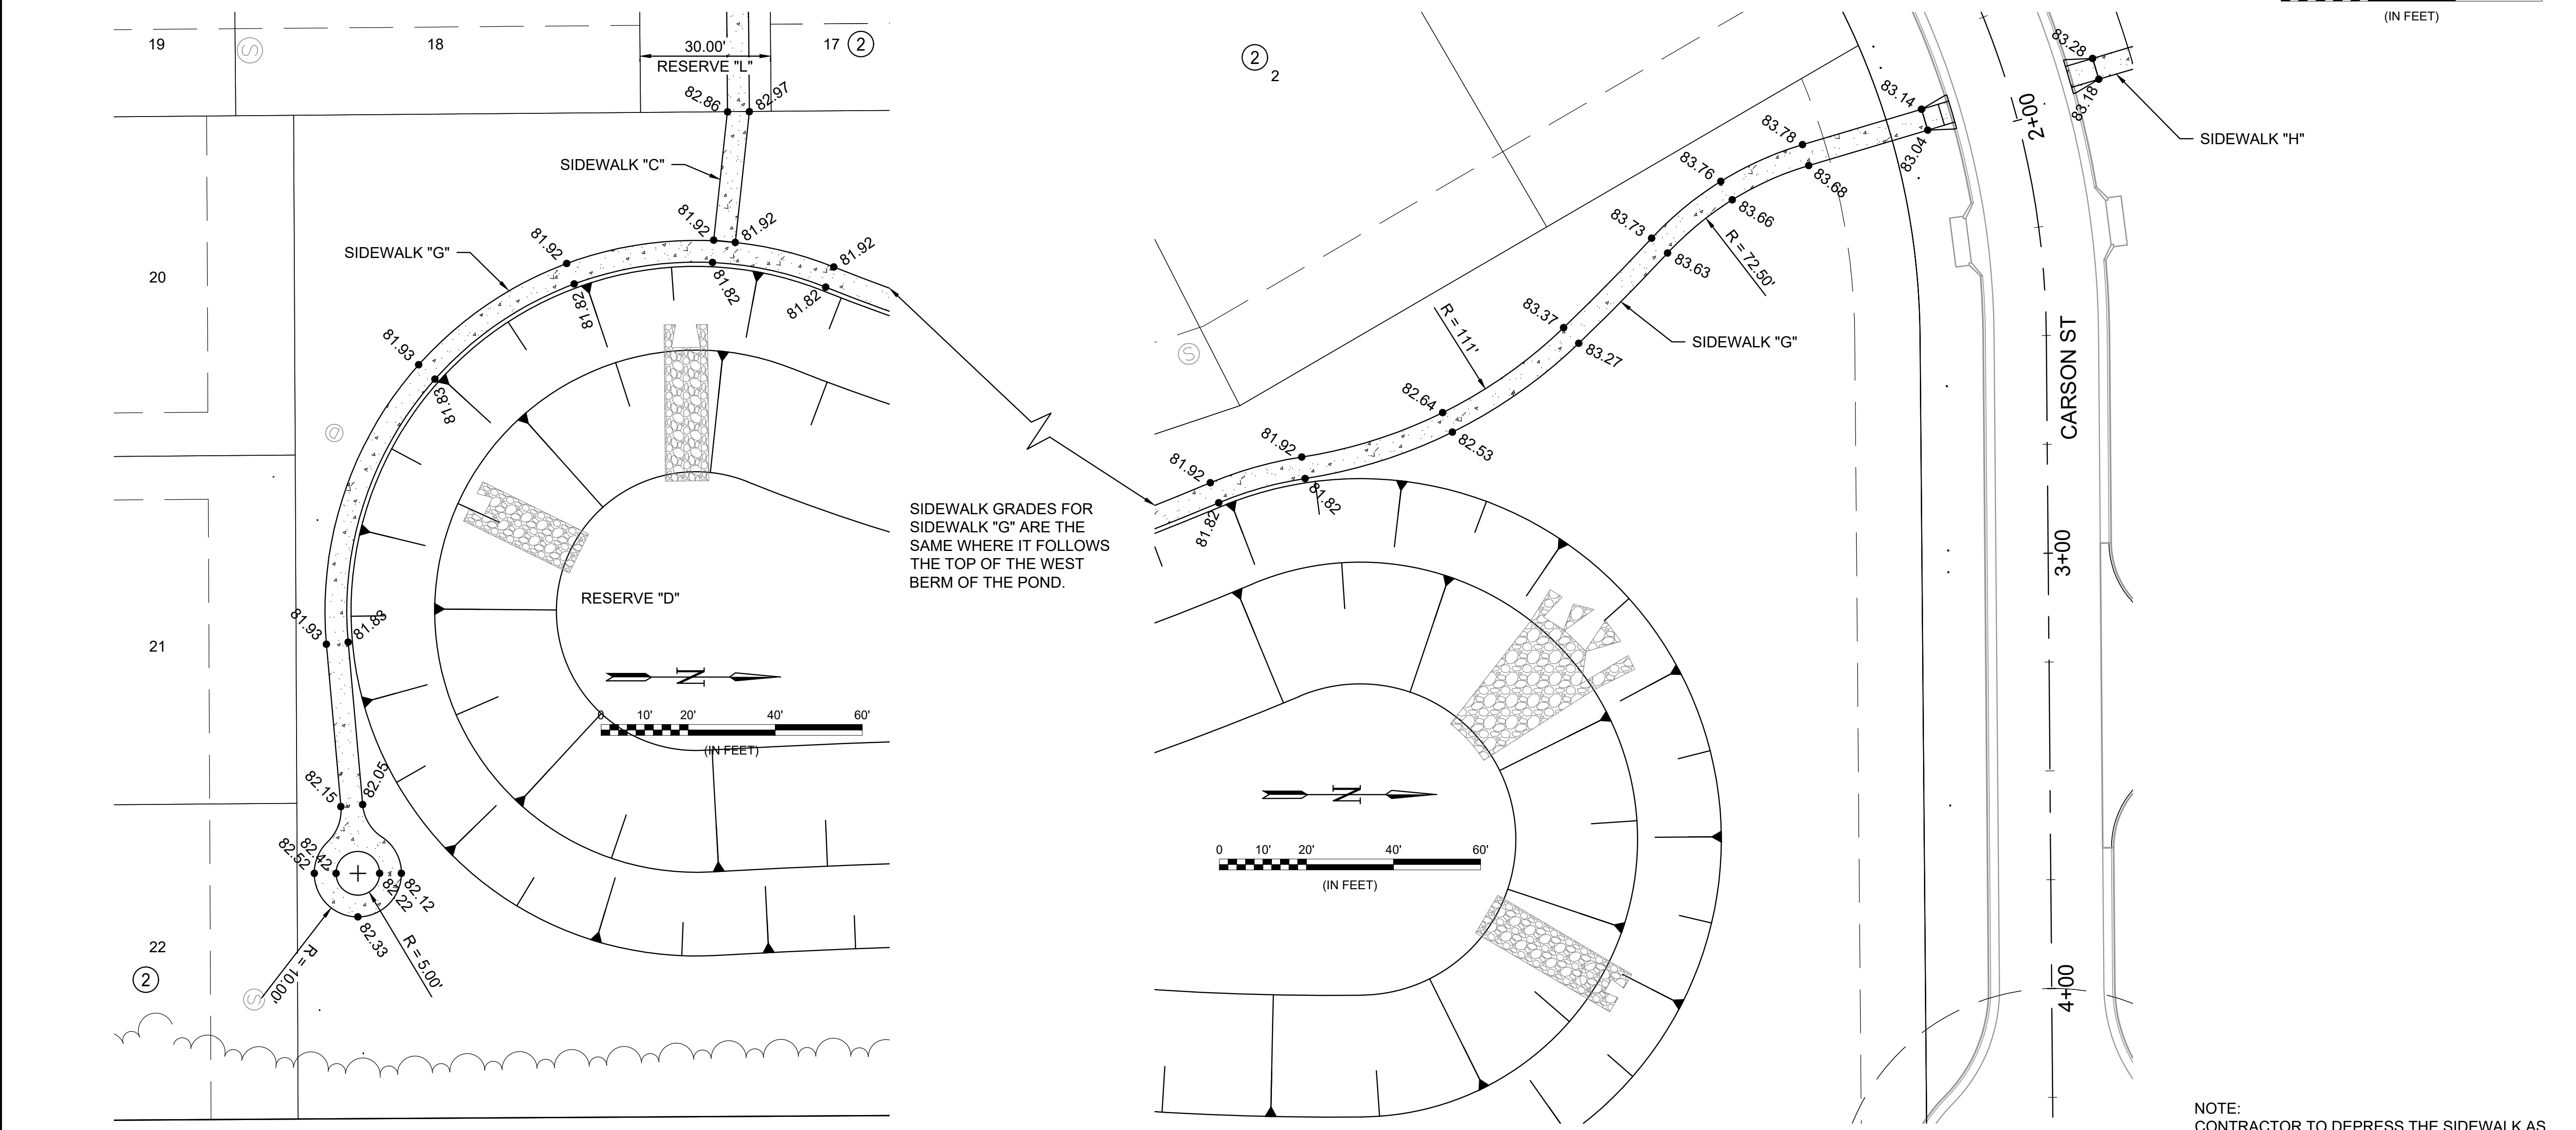 (IN FEET)
19
18
30.00'
RESERVE "L"
17
2
S
82.86
82.97
SIDEWALK "C"
SIDEWALK "G"
81.92
81.92
81.92
81.92
81.82
81.82
81.82
20
81.93
81.83
D
RESERVE "D"
21
81.93
81.83
N
0 10' 20' 40' 60'
(IN FEET)
82.15
82.05
82.52
82.42
82.22
82.12
82.33
R = 10.00'
R = 5.00'
22
2
S
SIDEWALK GRADES FOR
SIDEWALK "G" ARE THE
SAME WHERE IT FOLLOWS
THE TOP OF THE WEST
BERM OF THE POND.
2
2
83.28
83.18
SIDEWALK "H"
83.14
83.04
2+00
83.78
83.68
83.76
83.66
83.73
83.63
R = 72.50'
83.37
83.27
SIDEWALK "G"
R = 111'
S
82.64
82.53
81.92
81.82
81.92
81.82
CARSON ST
3+00
N
0 10' 20' 40' 60'
(IN FEET)
4+00
NOTE:
CONTRACTOR TO DEPRESS THE SIDEWALK AS